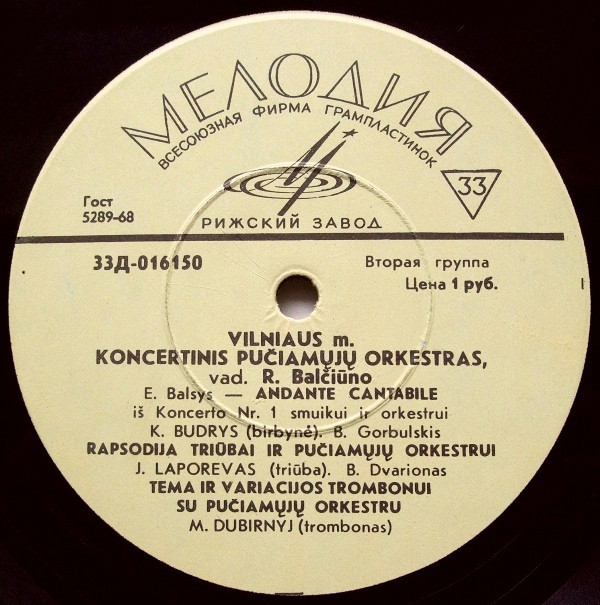 МЕЛОДИЯ
ВСЕСОЮЗНАЯ ФИРМА ГРАМПЛАСТИНОК
33
Гост
5289-68
РИЖСКИЙ ЗАВОД
33Д-016150
Вторая группа
Цена 1 руб.
VILNIAUS m.
KONCERTINIS PUČIAMŲJŲ ORKESTRAS,
vad. R. Balčiūno
E. Balsys — ANDANTE CANTABILE
iš Koncerto Nr. 1 smuikui ir orkestrui
K. BUDRYS (birbynė). B. Gorbulskis
RAPSODIJA TRIŪBAI IR PUČIAMŲJŲ ORKESTRUI
J. LAPOREVAS (triūba). B. Dvarionas
TEMA IR VARIACIJOS TROMBONUI
SU PUČIAMŲJŲ ORKESTRU
M. DUBIRNYJ (trombonas)